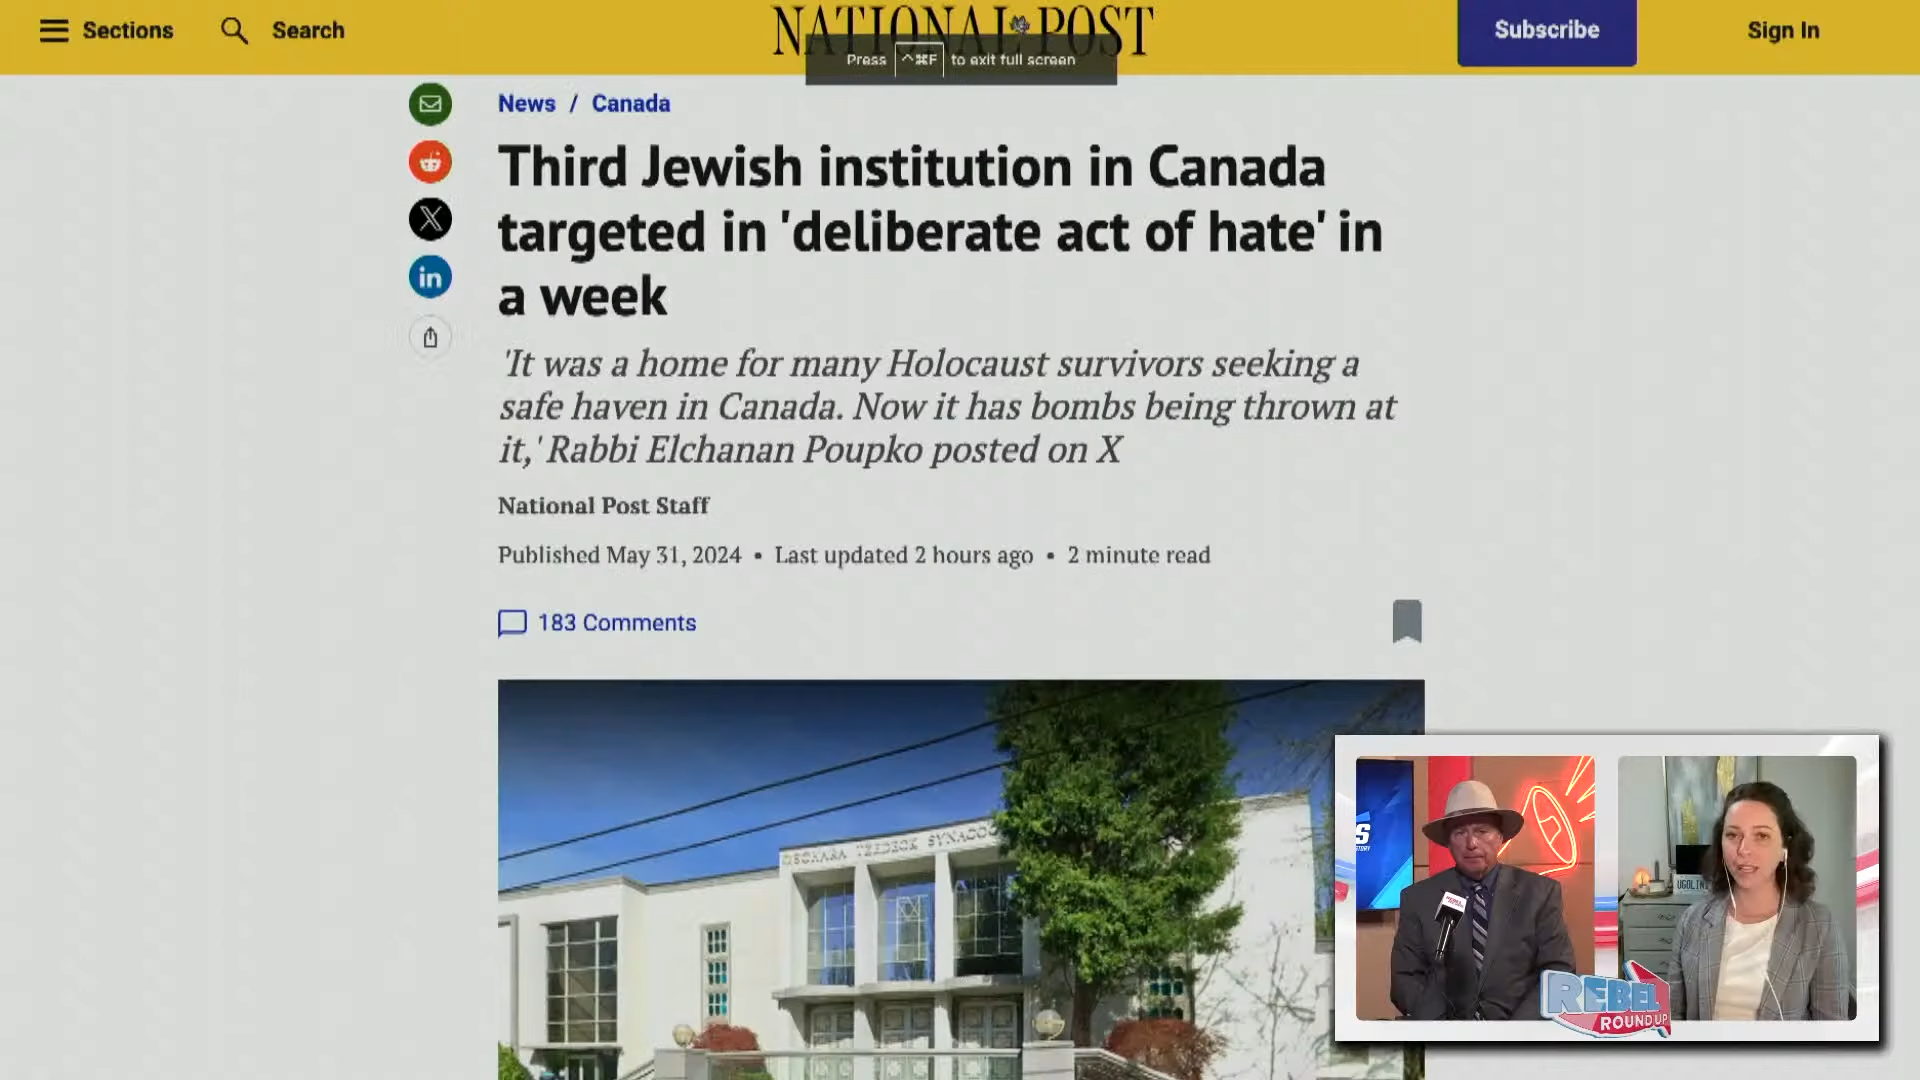 Sections
Search
NATIONAL POST
Subscribe
Sign In
Press ^⌘F to exit full screen
News / Canada
Third Jewish institution in Canada
targeted in 'deliberate act of hate' in
a week
'It was a home for many Holocaust survivors seeking a
safe haven in Canada. Now it has bombs being thrown at
it,' Rabbi Elchanan Poupko posted on X
National Post Staff
Published May 31, 2024 • Last updated 2 hours ago • 2 minute read
183 Comments
TZEDECK SYNAGO
REBEL
ROUNDUP